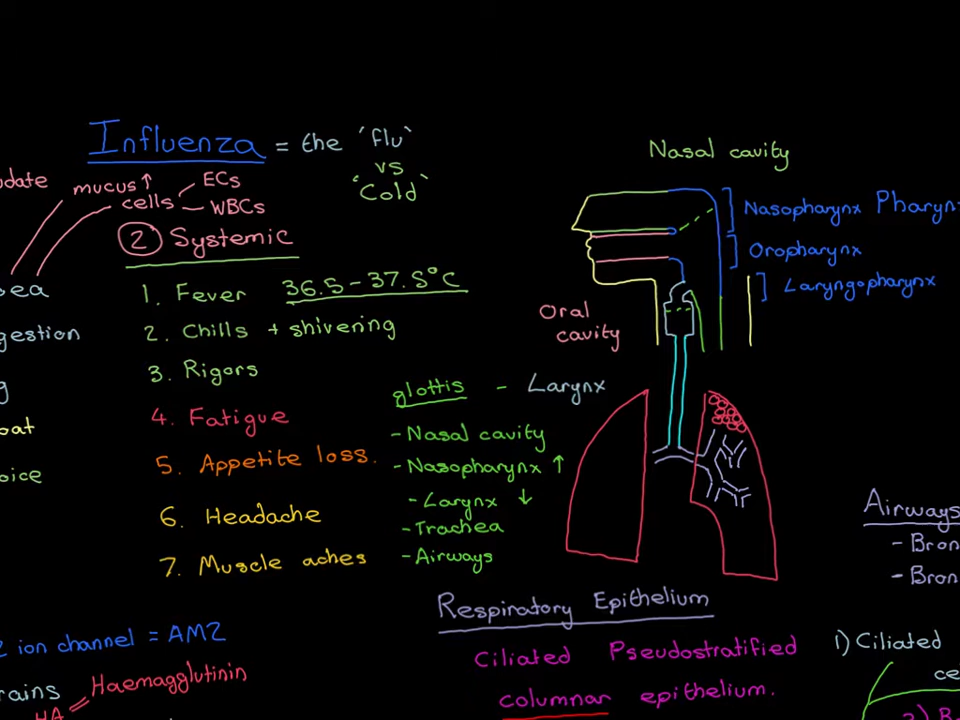 Influenza = the 'flu'
vs
'Cold'
mucus ↑
cells
ECs
WBCs
② Systemic
1. Fever 36.5-37.5°C
2. Chills + shivering
3. Rigors
4. Fatigue
5. Appetite loss.
6. Headache
7. Muscle aches
glottis - Larynx
- Nasal cavity
- Nasopharynx ↑
- Larynx ↓
- Trachea
- Airways
Nasal cavity
Nasopharynx Pharyn
Oropharynx
Laryngopharynx
Oral
cavity
Airways
- Bron
- Bron
Respiratory Epithelium
Ciliated Pseudostratified
columnar epithelium.
1) Ciliated
ce
ion channel = AM2
Haemagglutinin
rains
HA
udate
sea
gestion
g
oat
oice